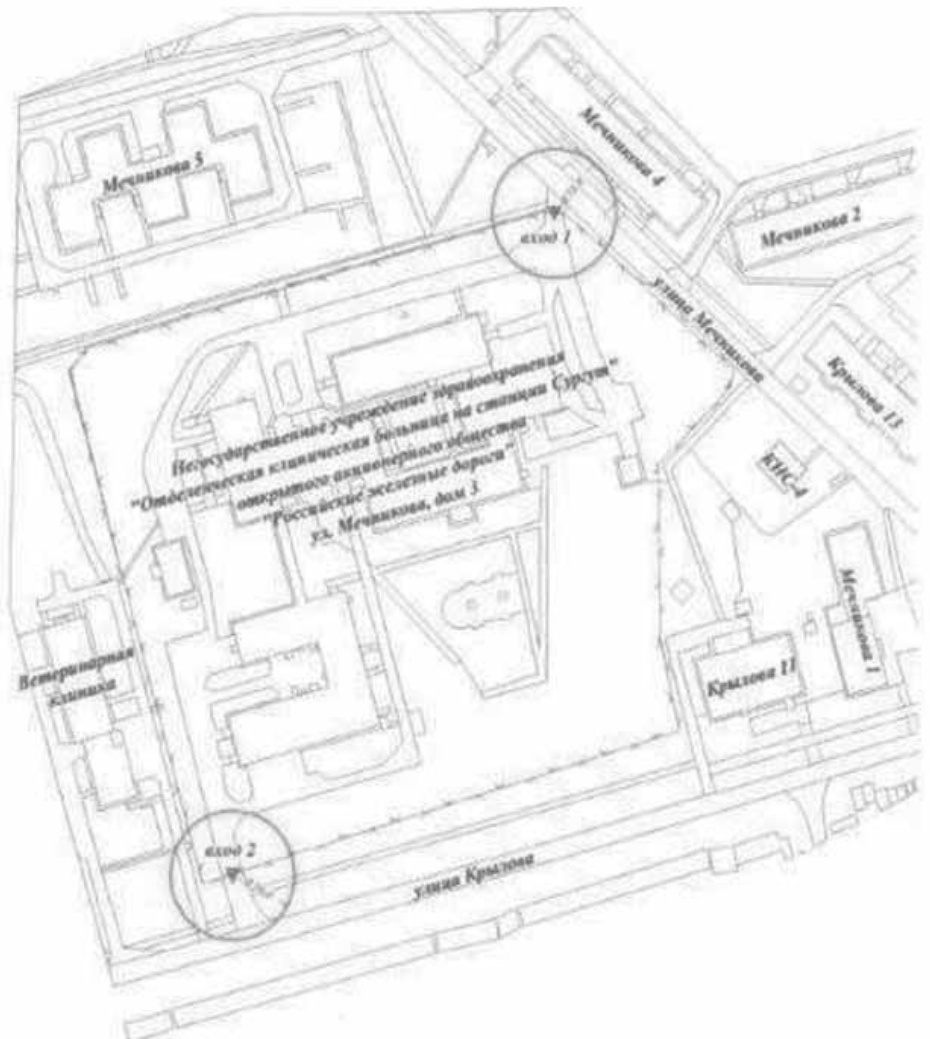 Мечникова 4
Мечникова 5
Мечникова 2
вход 1
улица Мечникова
Крылова 13
Негосударственное учреждение здравоохранения
"Отделенческая клиническая больница на станции Сургут"
открытого акционерного общества
"Российские железные дороги"
ул. Мечникова, дом 3
КНС-4
Мечникова 1
Ветеринарная
клиника
Крылова 11
вход 2
улица Крылова